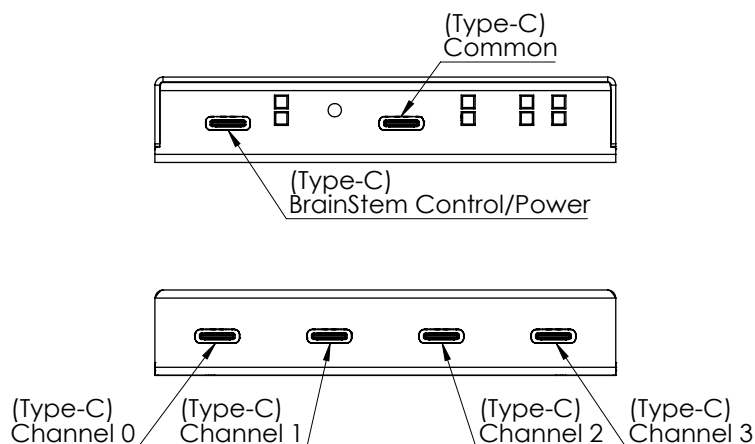 (Type-C)
Common
(Type-C)
BrainStem Control/Power
(Type-C)
Channel 0
(Type-C)
Channel 1
(Type-C)
Channel 2
(Type-C)
Channel 3